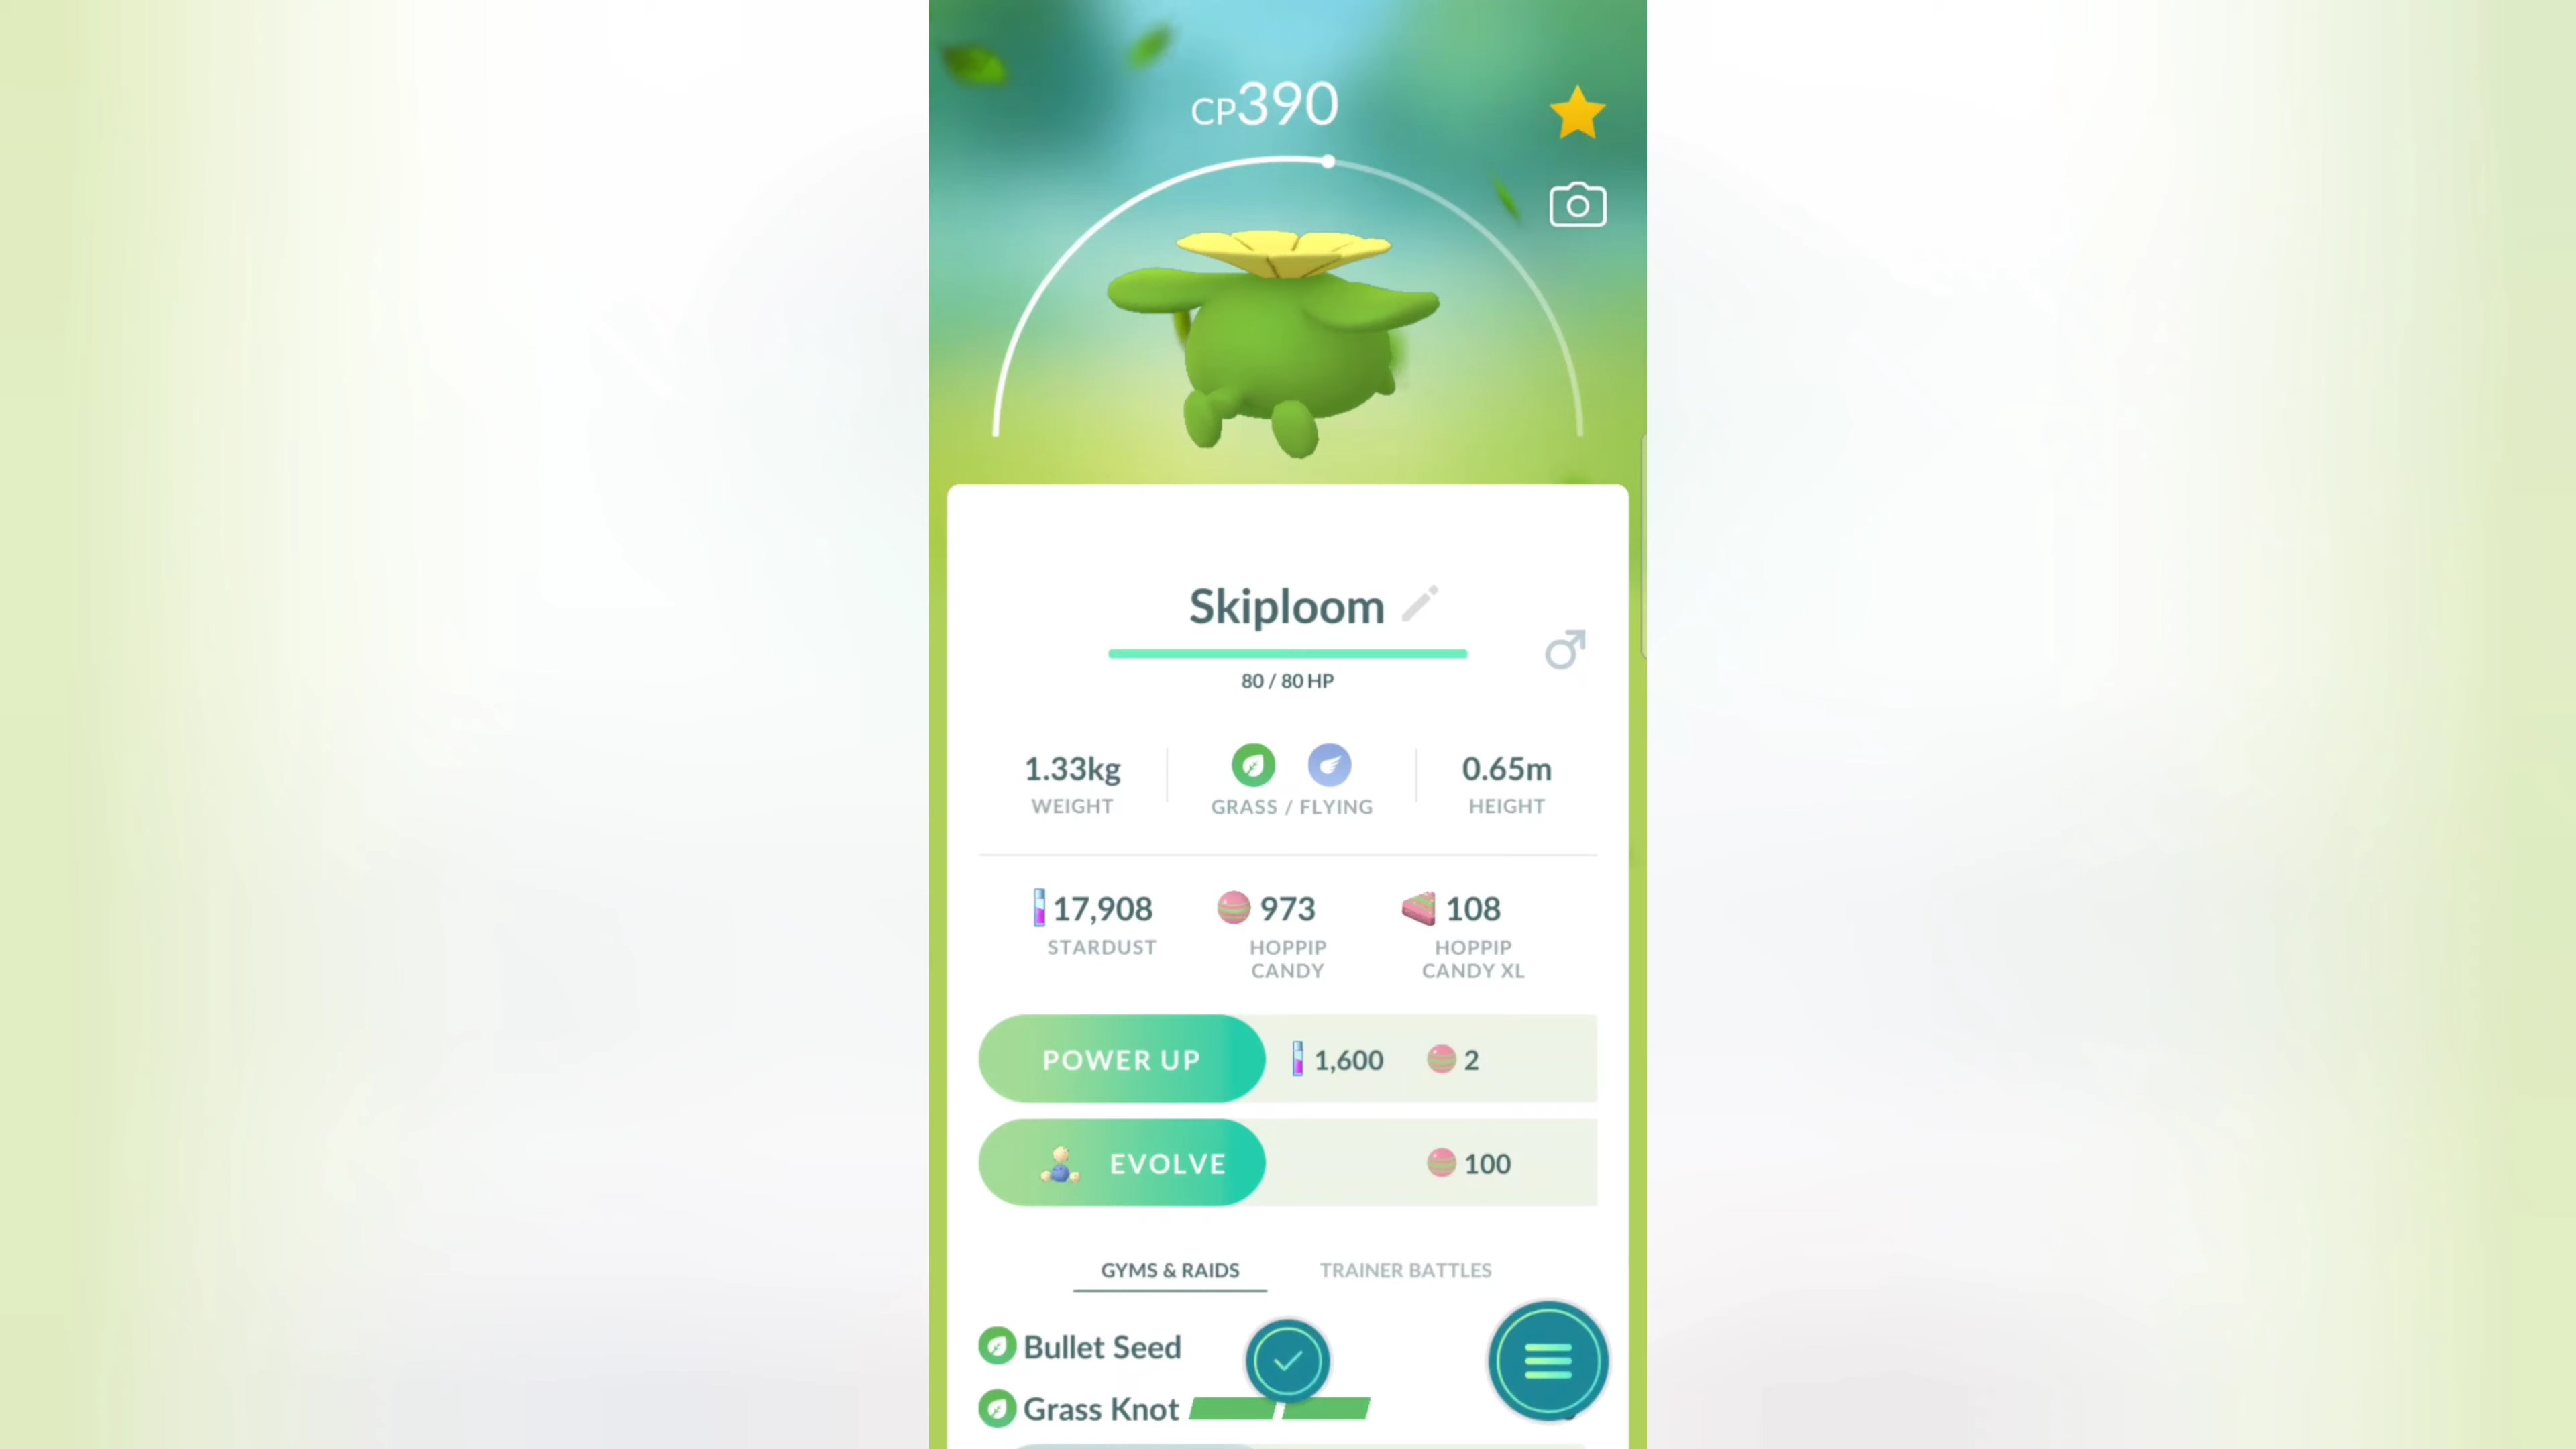 CP390
Skiploom
80 / 80 HP
1.33kg
WEIGHT
GRASS / FLYING
0.65m
HEIGHT
17,908
STARDUST
973
HOPPIP
CANDY
108
HOPPIP
CANDY XL
POWER UP 1,600 2
EVOLVE 100
GYMS & RAIDS TRAINER BATTLES
Bullet Seed
Grass Knot